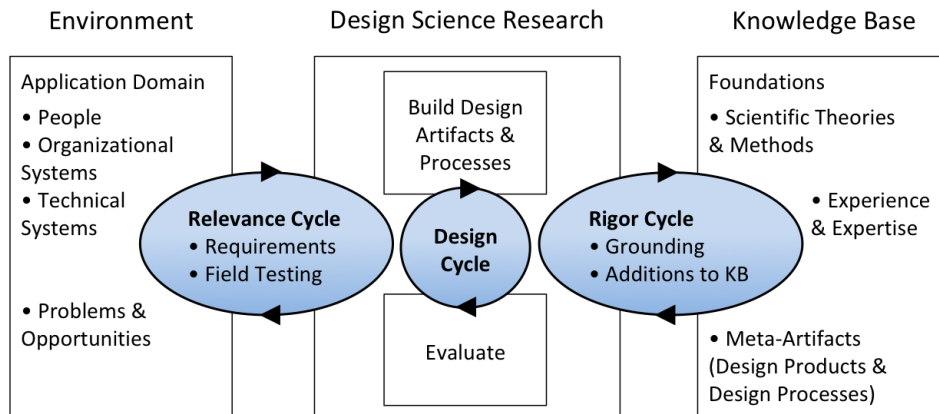 Environment
Design Science Research
Knowledge Base
Application Domain
• People
• Organizational
Systems
• Technical
Systems
• Problems &
Opportunities
Relevance Cycle
• Requirements
• Field Testing
Build Design
Artifacts &
Processes
Design
Cycle
Evaluate
Rigor Cycle
• Grounding
• Additions to KB
Foundations
• Scientific Theories
& Methods
• Experience
& Expertise
• Meta-Artifacts
(Design Products &
Design Processes)